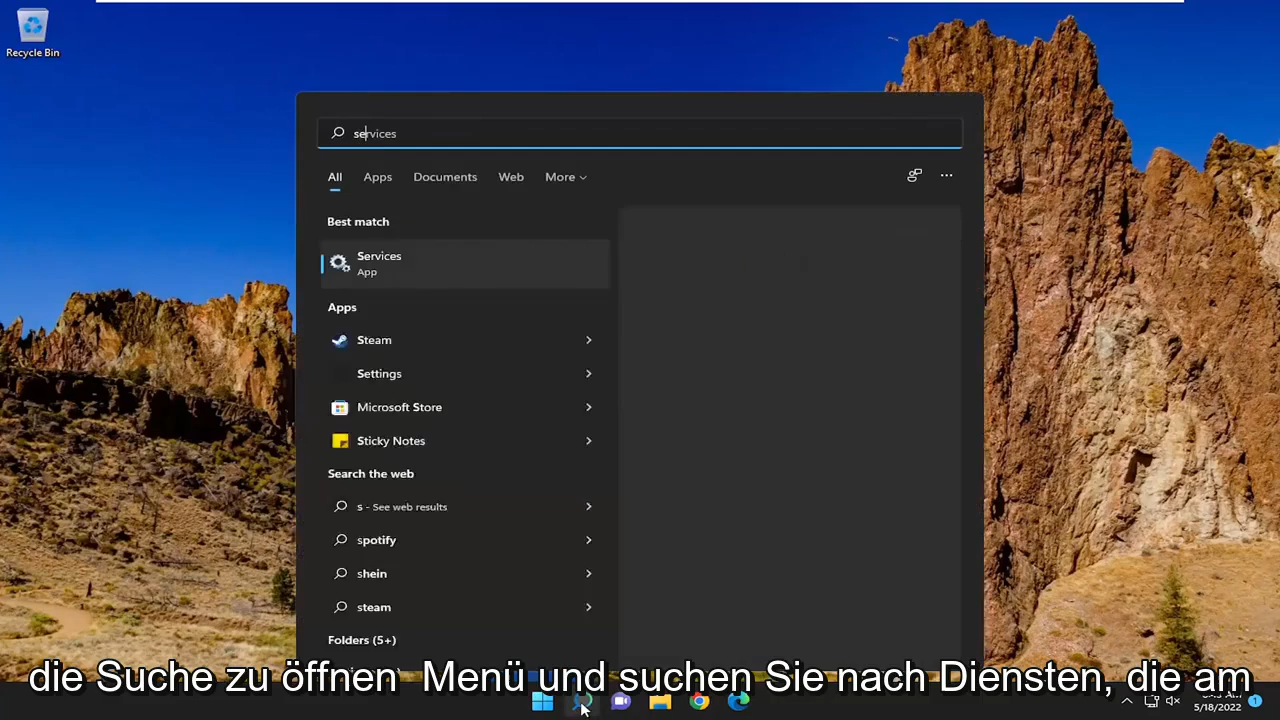 Recycle Bin
services
All Apps Documents Web More
Best match
Services
App
Apps
Steam
Settings
Microsoft Store
Sticky Notes
Search the web
s - See web results
spotify
shein
steam
Folders (5+)
die Suche zu öffnen Menü und suchen Sie nach Diensten, die am
5/18/2022
1